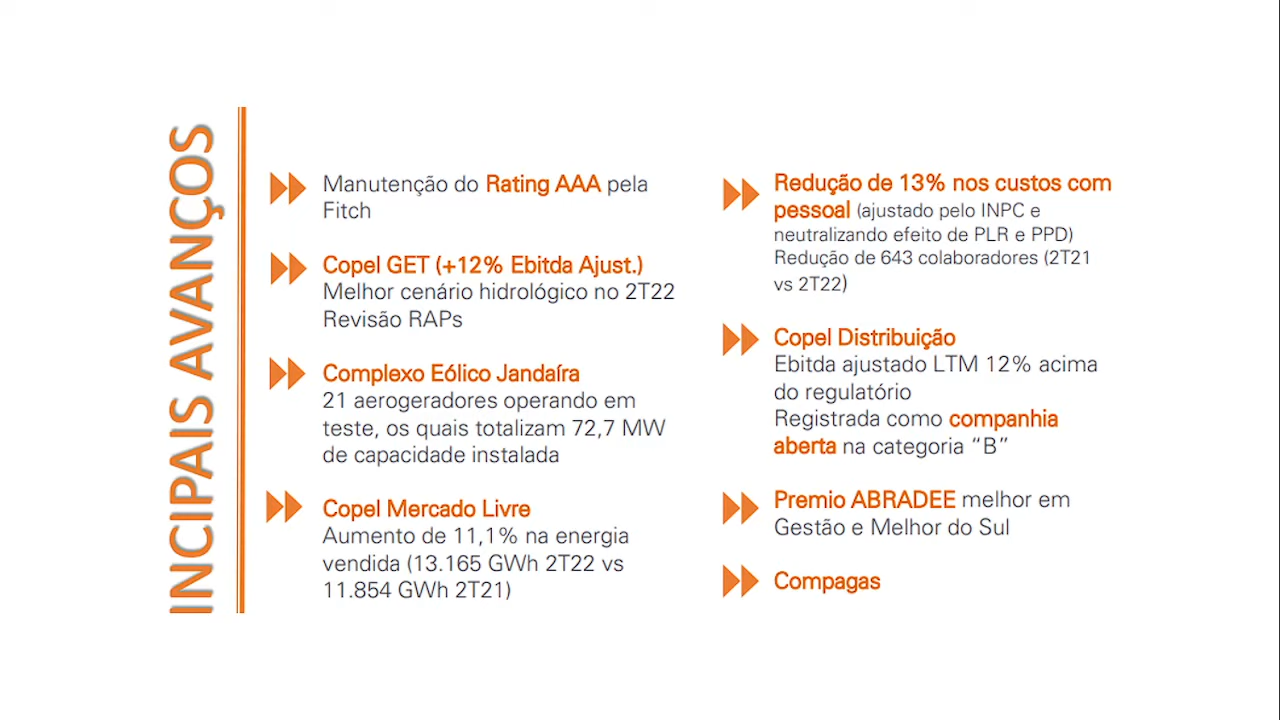 INCIPAIS AVANÇOS
Manutenção do Rating AAA pela
Fitch
Copel GET (+12% Ebitda Ajust.)
Melhor cenário hidrológico no 2T22
Revisão RAPs
Complexo Eólico Jandaíra
21 aerogeradores operando em
teste, os quais totalizam 72,7 MW
de capacidade instalada
Copel Mercado Livre
Aumento de 11,1% na energia
vendida (13.165 GWh 2T22 vs
11.854 GWh 2T21)
Redução de 13% nos custos com
pessoal (ajustado pelo INPC e
neutralizando efeito de PLR e PPD)
Redução de 643 colaboradores (2T21
vs 2T22)
Copel Distribuição
Ebitda ajustado LTM 12% acima
do regulatório
Registrada como companhia
aberta na categoria “B”
Premio ABRADEE melhor em
Gestão e Melhor do Sul
Compagas